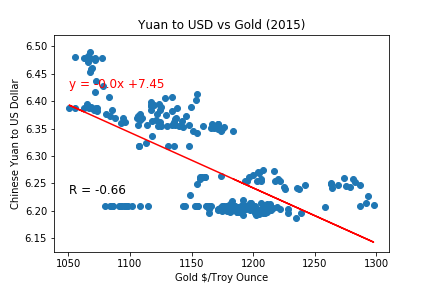 Yuan to USD vs Gold (2015)
6.50
6.45
6.40
6.35
6.30
6.25
6.20
6.15
Chinese Yuan to US Dollar
y = -0.0x +7.45
R = -0.66
1050 1100 1150 1200 1250 1300
Gold $/Troy Ounce